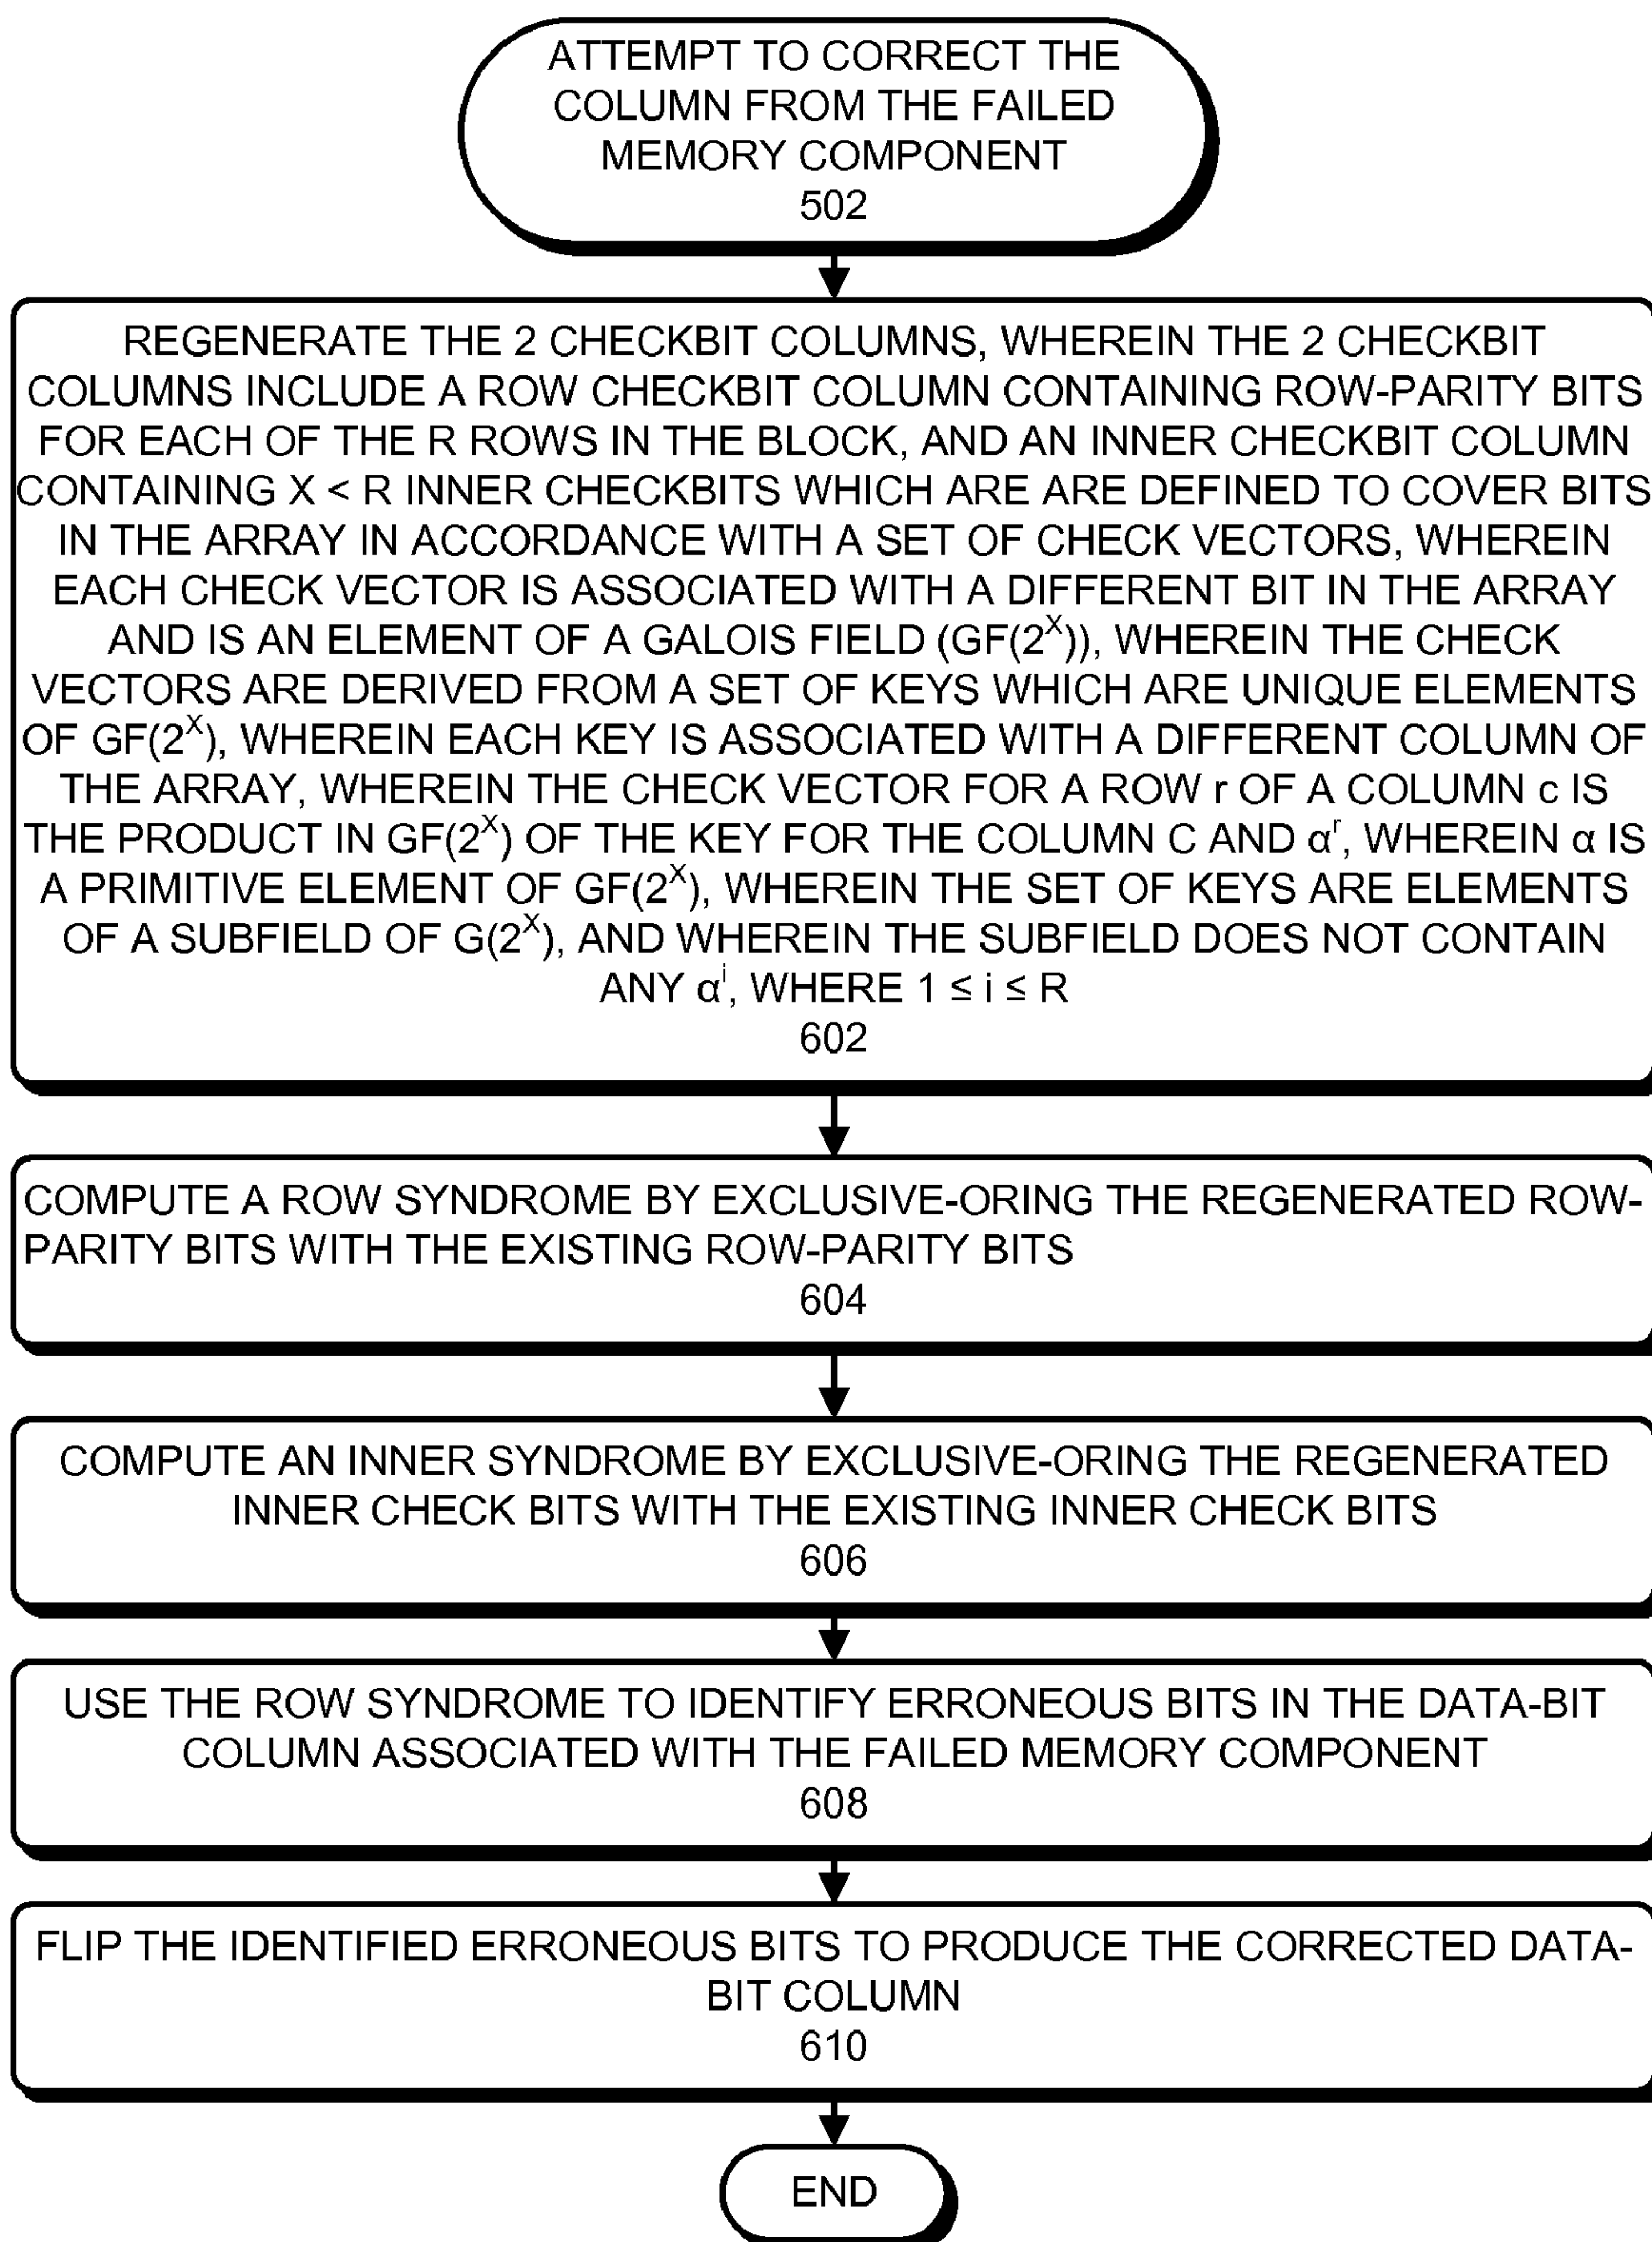 ATTEMPT TO CORRECT THE
COLUMN FROM THE FAILED
MEMORY COMPONENT
502
REGENERATE THE 2 CHECKBIT COLUMNS, WHEREIN THE 2 CHECKBIT
COLUMNS INCLUDE A ROW CHECKBIT COLUMN CONTAINING ROW-PARITY BITS
FOR EACH OF THE R ROWS IN THE BLOCK, AND AN INNER CHECKBIT COLUMN
CONTAINING X < R INNER CHECKBITS WHICH ARE ARE DEFINED TO COVER BITS
IN THE ARRAY IN ACCORDANCE WITH A SET OF CHECK VECTORS, WHEREIN
EACH CHECK VECTOR IS ASSOCIATED WITH A DIFFERENT BIT IN THE ARRAY
AND IS AN ELEMENT OF A GALOIS FIELD (GF(2^X)), WHEREIN THE CHECK
VECTORS ARE DERIVED FROM A SET OF KEYS WHICH ARE UNIQUE ELEMENTS
OF GF(2^X), WHEREIN EACH KEY IS ASSOCIATED WITH A DIFFERENT COLUMN OF
THE ARRAY, WHEREIN THE CHECK VECTOR FOR A ROW r OF A COLUMN c IS
THE PRODUCT IN GF(2^X) OF THE KEY FOR THE COLUMN C AND α^r, WHEREIN α IS
A PRIMITIVE ELEMENT OF GF(2^X), WHEREIN THE SET OF KEYS ARE ELEMENTS
OF A SUBFIELD OF G(2^X), AND WHEREIN THE SUBFIELD DOES NOT CONTAIN
ANY α^i, WHERE 1 ≤ i ≤ R
602
COMPUTE A ROW SYNDROME BY EXCLUSIVE-ORING THE REGENERATED ROW-
PARITY BITS WITH THE EXISTING ROW-PARITY BITS
604
COMPUTE AN INNER SYNDROME BY EXCLUSIVE-ORING THE REGENERATED
INNER CHECK BITS WITH THE EXISTING INNER CHECK BITS
606
USE THE ROW SYNDROME TO IDENTIFY ERRONEOUS BITS IN THE DATA-BIT
COLUMN ASSOCIATED WITH THE FAILED MEMORY COMPONENT
608
FLIP THE IDENTIFIED ERRONEOUS BITS TO PRODUCE THE CORRECTED DATA-
BIT COLUMN
610
END